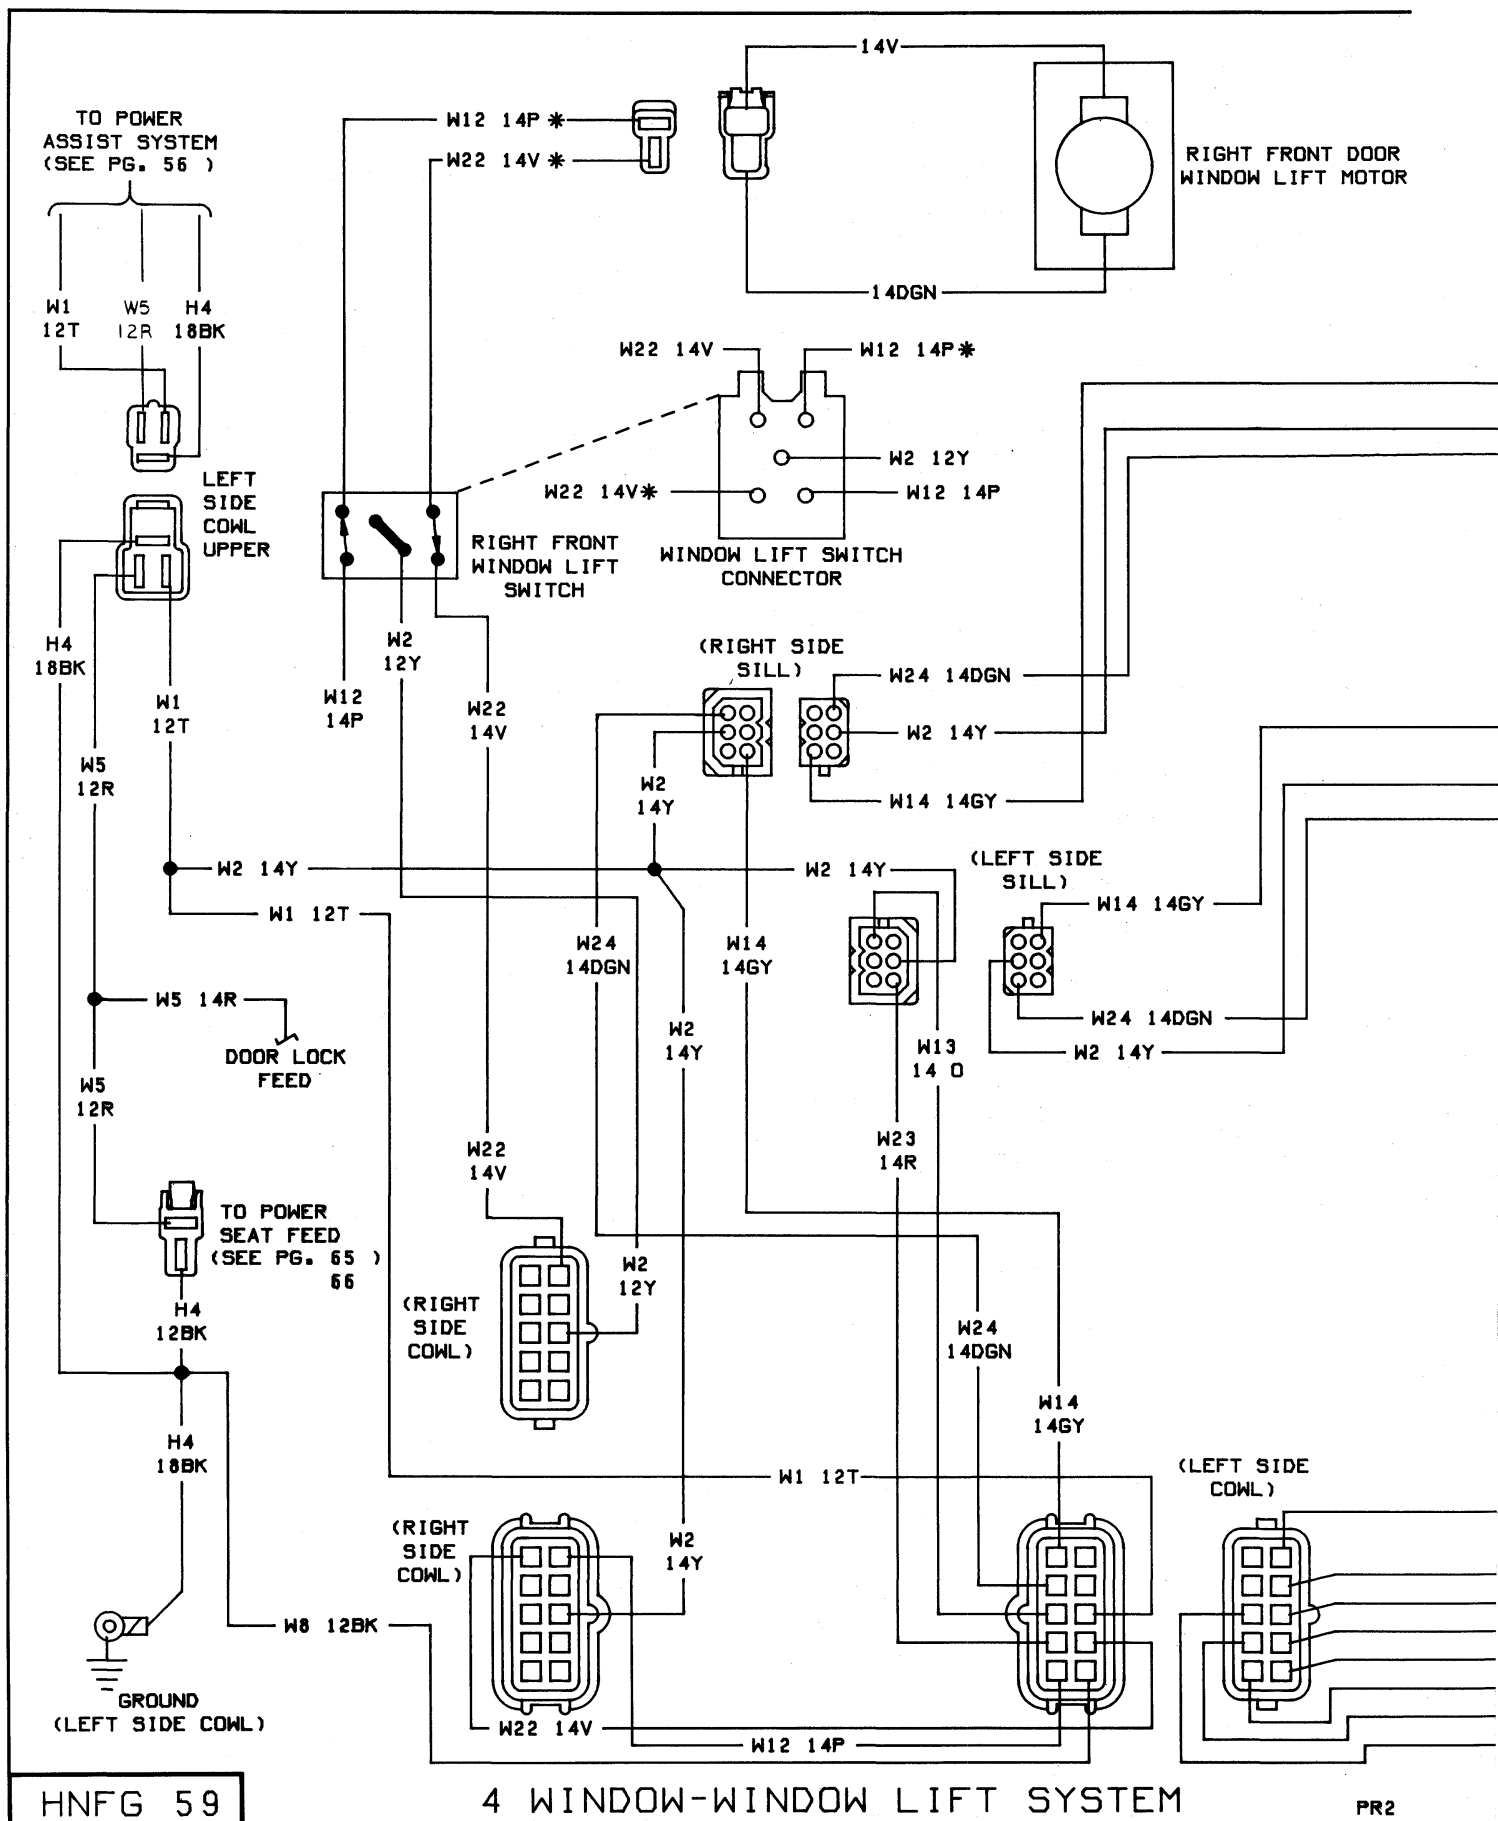 14V
TO POWER
ASSIST SYSTEM
(SEE PG. 56 )
W12 14P *
W22 14V *
RIGHT FRONT DOOR
WINDOW LIFT MOTOR
14DGN
W1
12T
W5
12R
H4
18BK
W22 14V
W12 14P*
W2 12Y
W22 14V*
W12 14P
WINDOW LIFT SWITCH
CONNECTOR
LEFT
SIDE
COWL
UPPER
RIGHT FRONT
WINDOW LIFT
SWITCH
H4
18BK
W1
12T
W5
12R
W12
14P
W2
12Y
W22
14V
(RIGHT SIDE
SILL)
W24 14DGN
W2 14Y
W14 14GY
W2
14Y
W2 14Y
W2 14Y
W1 12T
(LEFT SIDE
SILL)
W14 14GY
W24 14DGN
W2 14Y
W24
14DGN
W14
14GY
W2
14Y
W13
14 O
W23
14R
W5 14R
DOOR LOCK
FEED
W5
12R
W22
14V
TO POWER
SEAT FEED
(SEE PG. 65 )
66
H4
12BK
(RIGHT
SIDE
COWL)
W2
12Y
W24
14DGN
W14
14GY
H4
18BK
W1 12T
(LEFT SIDE
COWL)
(RIGHT
SIDE
COWL)
W2
14Y
W8 12BK
GROUND
(LEFT SIDE COWL)
W22 14V
W12 14P
HNFG 59
4 WINDOW-WINDOW LIFT SYSTEM
PR2